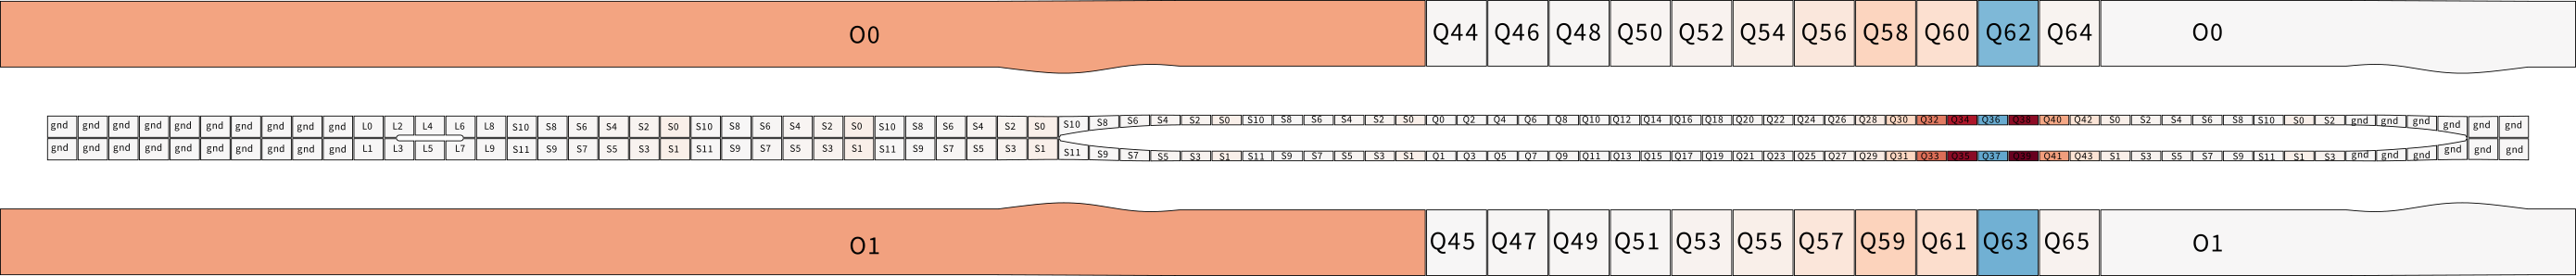 O0 Q44 Q46 Q48 Q50 Q52 Q54 Q56 Q58 Q60 Q62 Q64 O0
gnd gnd gnd gnd gnd gnd gnd gnd gnd gnd L0 L2 L4 L6 L8 S10 S8 S6 S4 S2 S0 S10 S8 S6 S4 S2 S0 S10 S8 S6 S4 S2 S0 S10 S8 S6 S4 S2 S0 S10 S8 S6 S4 S2 S0 Q0 Q2 Q4 Q6 Q8 Q10 Q12 Q14 Q16 Q18 Q20 Q22 Q24 Q26 Q28 Q30 Q32 Q34 Q36 Q38 Q40 Q42 S0 S2 S4 S6 S8 S10 S0 S2 gnd gnd gnd gnd gnd gnd
gnd gnd gnd gnd gnd gnd gnd gnd gnd gnd L1 L3 L5 L7 L9 S11 S9 S7 S5 S3 S1 S11 S9 S7 S5 S3 S1 S11 S9 S7 S5 S3 S1 S11 S9 S7 S5 S3 S1 S11 S9 S7 S5 S3 S1 Q1 Q3 Q5 Q7 Q9 Q11 Q13 Q15 Q17 Q19 Q21 Q23 Q25 Q27 Q29 Q31 Q33 Q35 Q37 Q39 Q41 Q43 S1 S3 S5 S7 S9 S11 S1 S3 gnd gnd gnd gnd gnd gnd
O1 Q45 Q47 Q49 Q51 Q53 Q55 Q57 Q59 Q61 Q63 Q65 O1